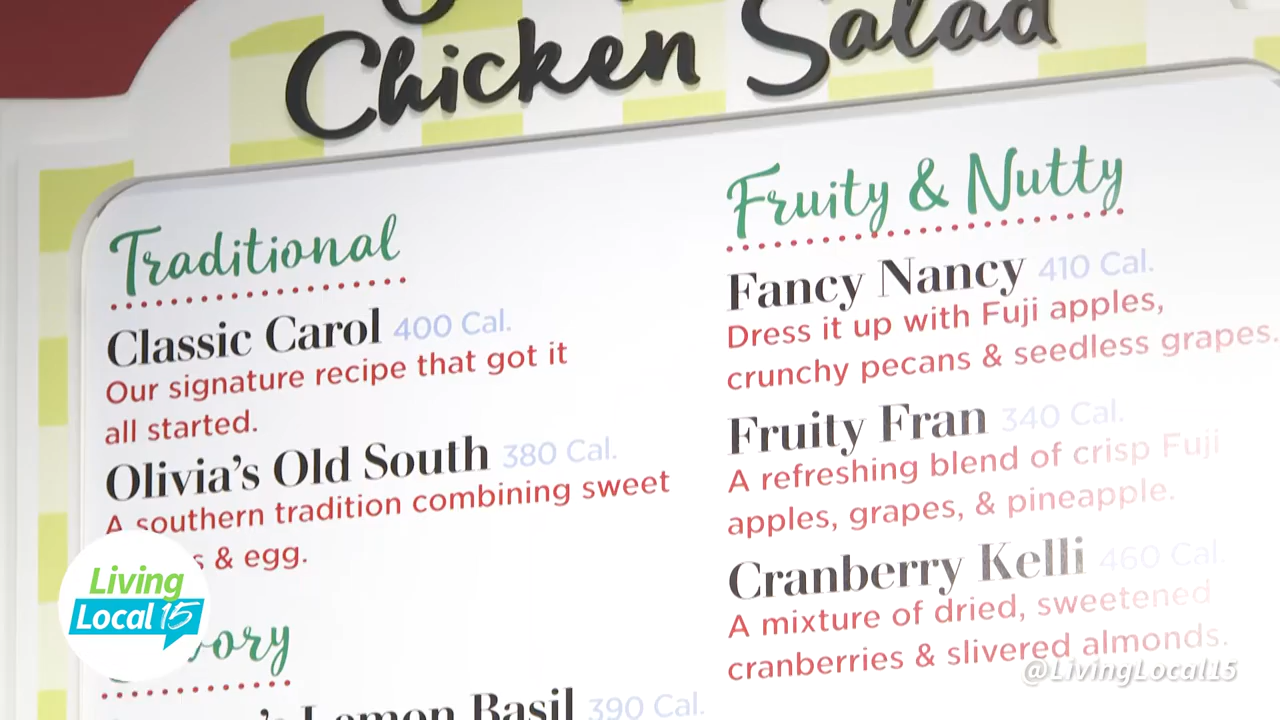 Chicken Salad
Traditional
Classic Carol 400 Cal.
Our signature recipe that got it
all started.
Olivia's Old South 380 Cal.
A southern tradition combining sweet
& egg.
Lemon Basil 390 Cal.
Fruity & Nutty
Fancy Nancy 410 Cal.
Dress it up with Fuji apples,
crunchy pecans & seedless grapes.
Fruity Fran 340 Cal.
A refreshing blend of crisp Fuji
apples, grapes, & pineapple.
Cranberry Kelli 460 Cal.
A mixture of dried, sweetened
cranberries & slivered almonds.
Living
Local 15
@LivingLocal15